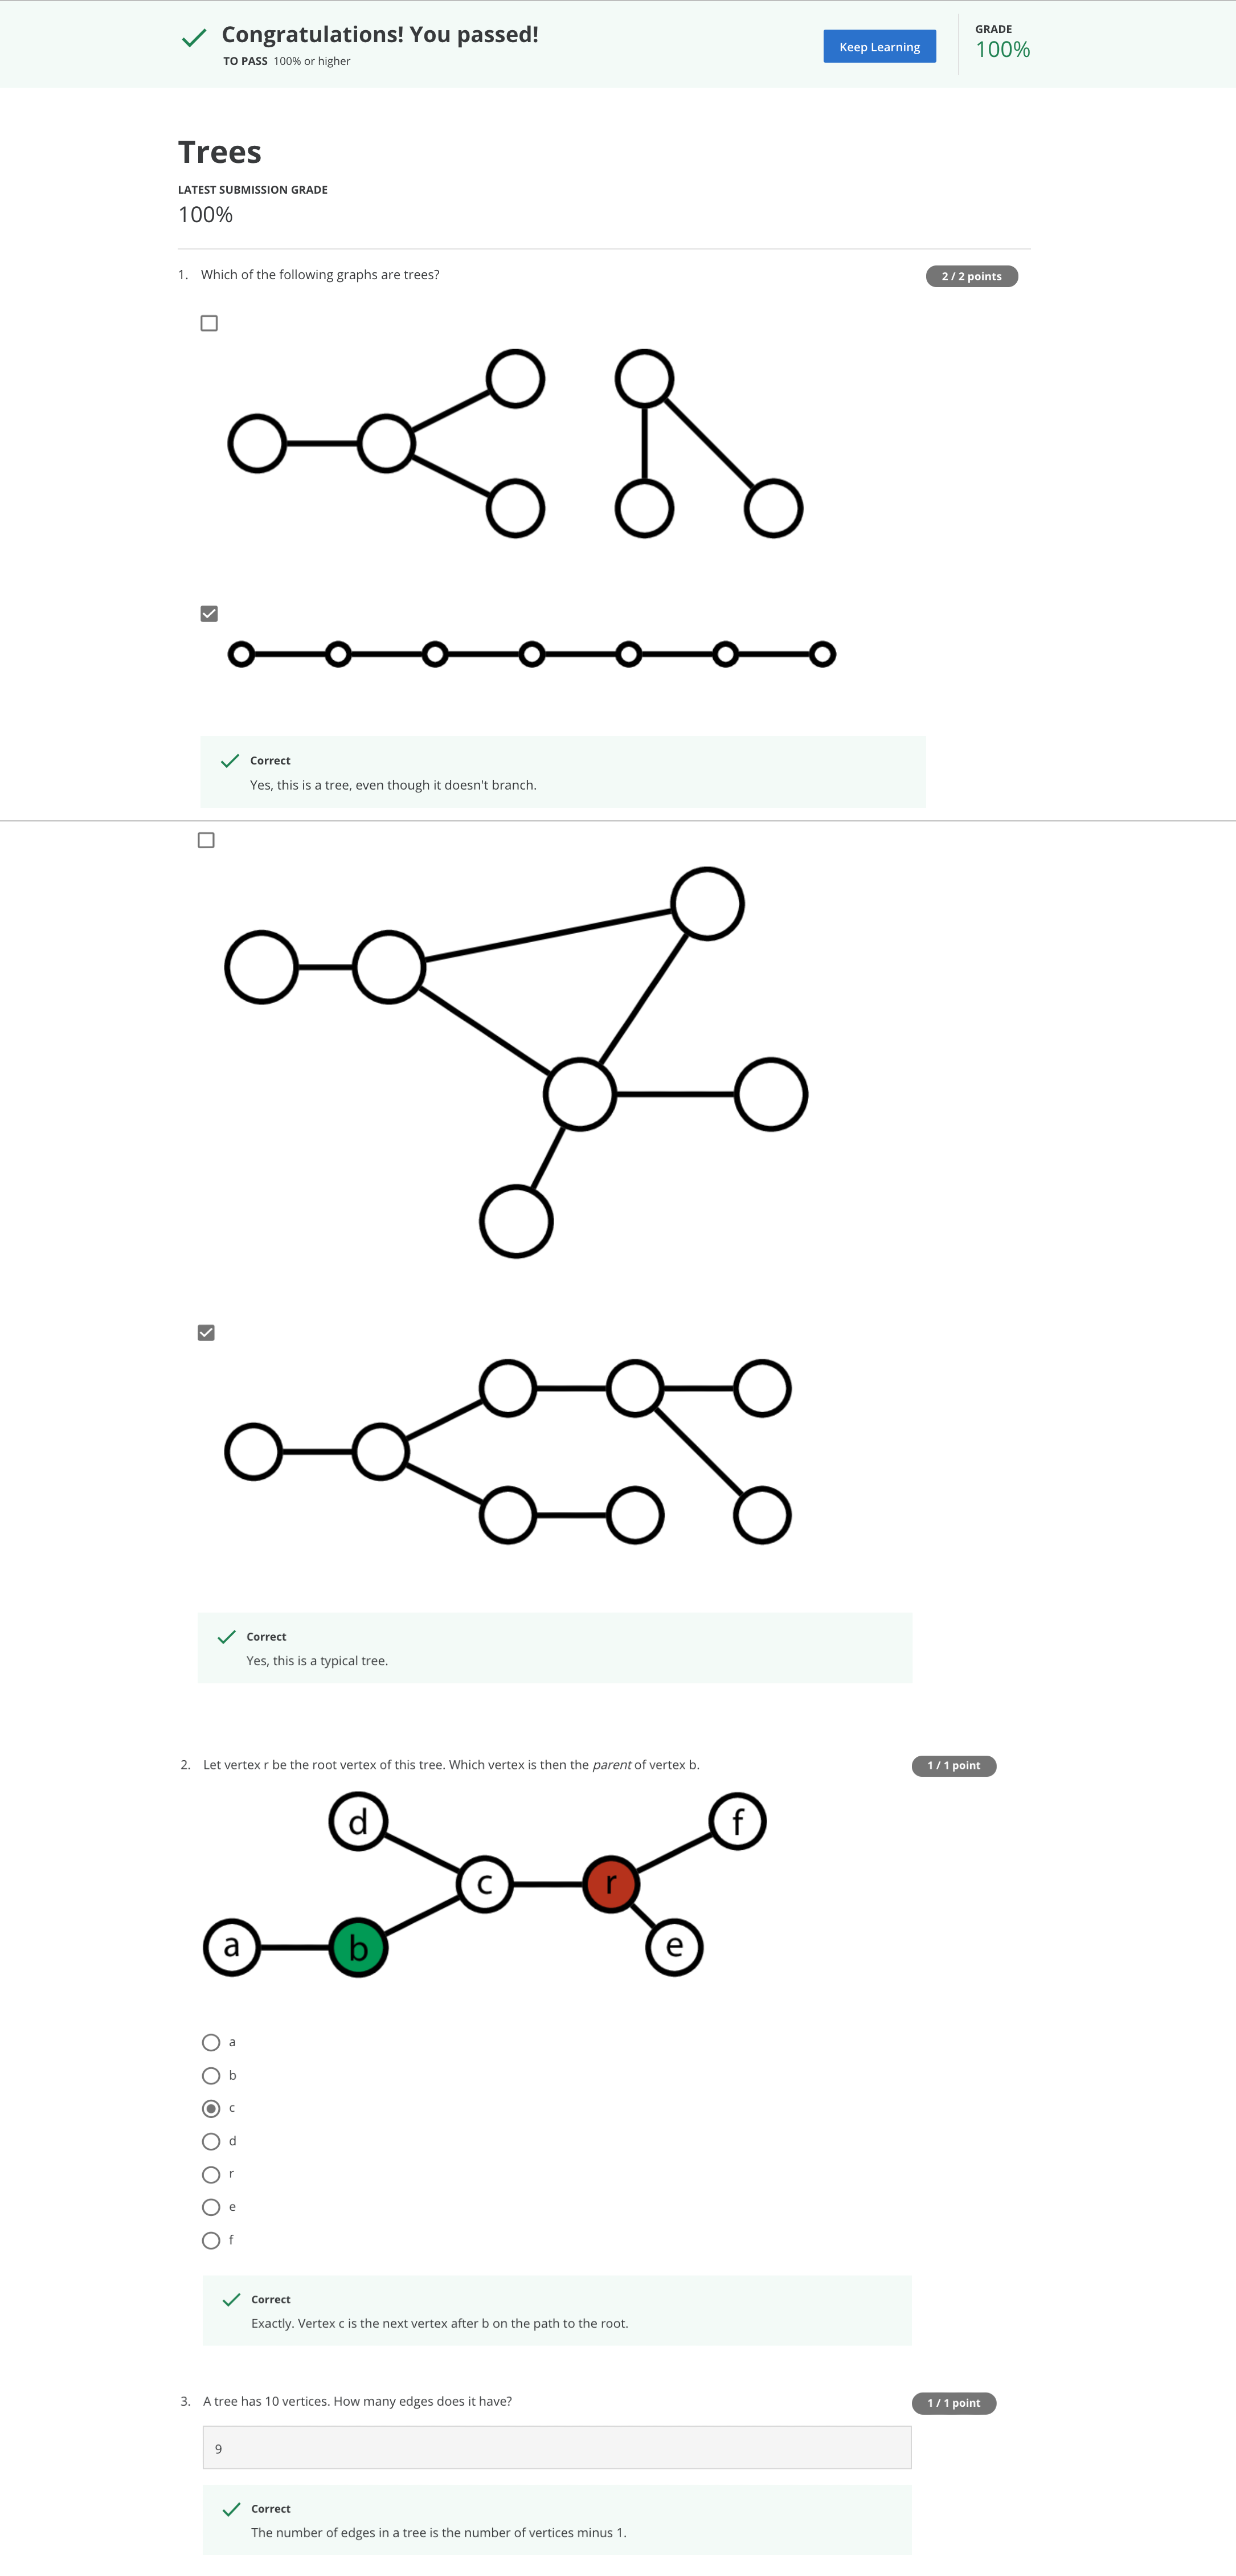 Congratulations! You passed!
TO PASS 100% or higher
Keep Learning
GRADE
100%
Trees
LATEST SUBMISSION GRADE
100%
1. Which of the following graphs are trees?
2 / 2 points
Correct
Yes, this is a tree, even though it doesn't branch.
Correct
Yes, this is a typical tree.
2. Let vertex r be the root vertex of this tree. Which vertex is then the parent of vertex b.
1 / 1 point
d
f
c
r
a
b
e
a
b
c
d
r
e
f
Correct
Exactly. Vertex c is the next vertex after b on the path to the root.
3. A tree has 10 vertices. How many edges does it have?
1 / 1 point
9
Correct
The number of edges in a tree is the number of vertices minus 1.